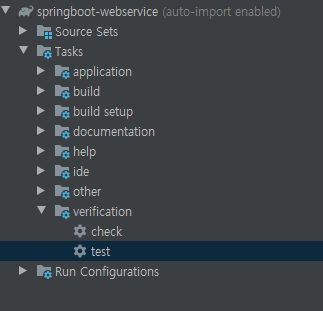 springboot-webservice (auto-import enabled)
Source Sets
Tasks
application
build
build setup
documentation
help
ide
other
verification
check
test
Run Configurations